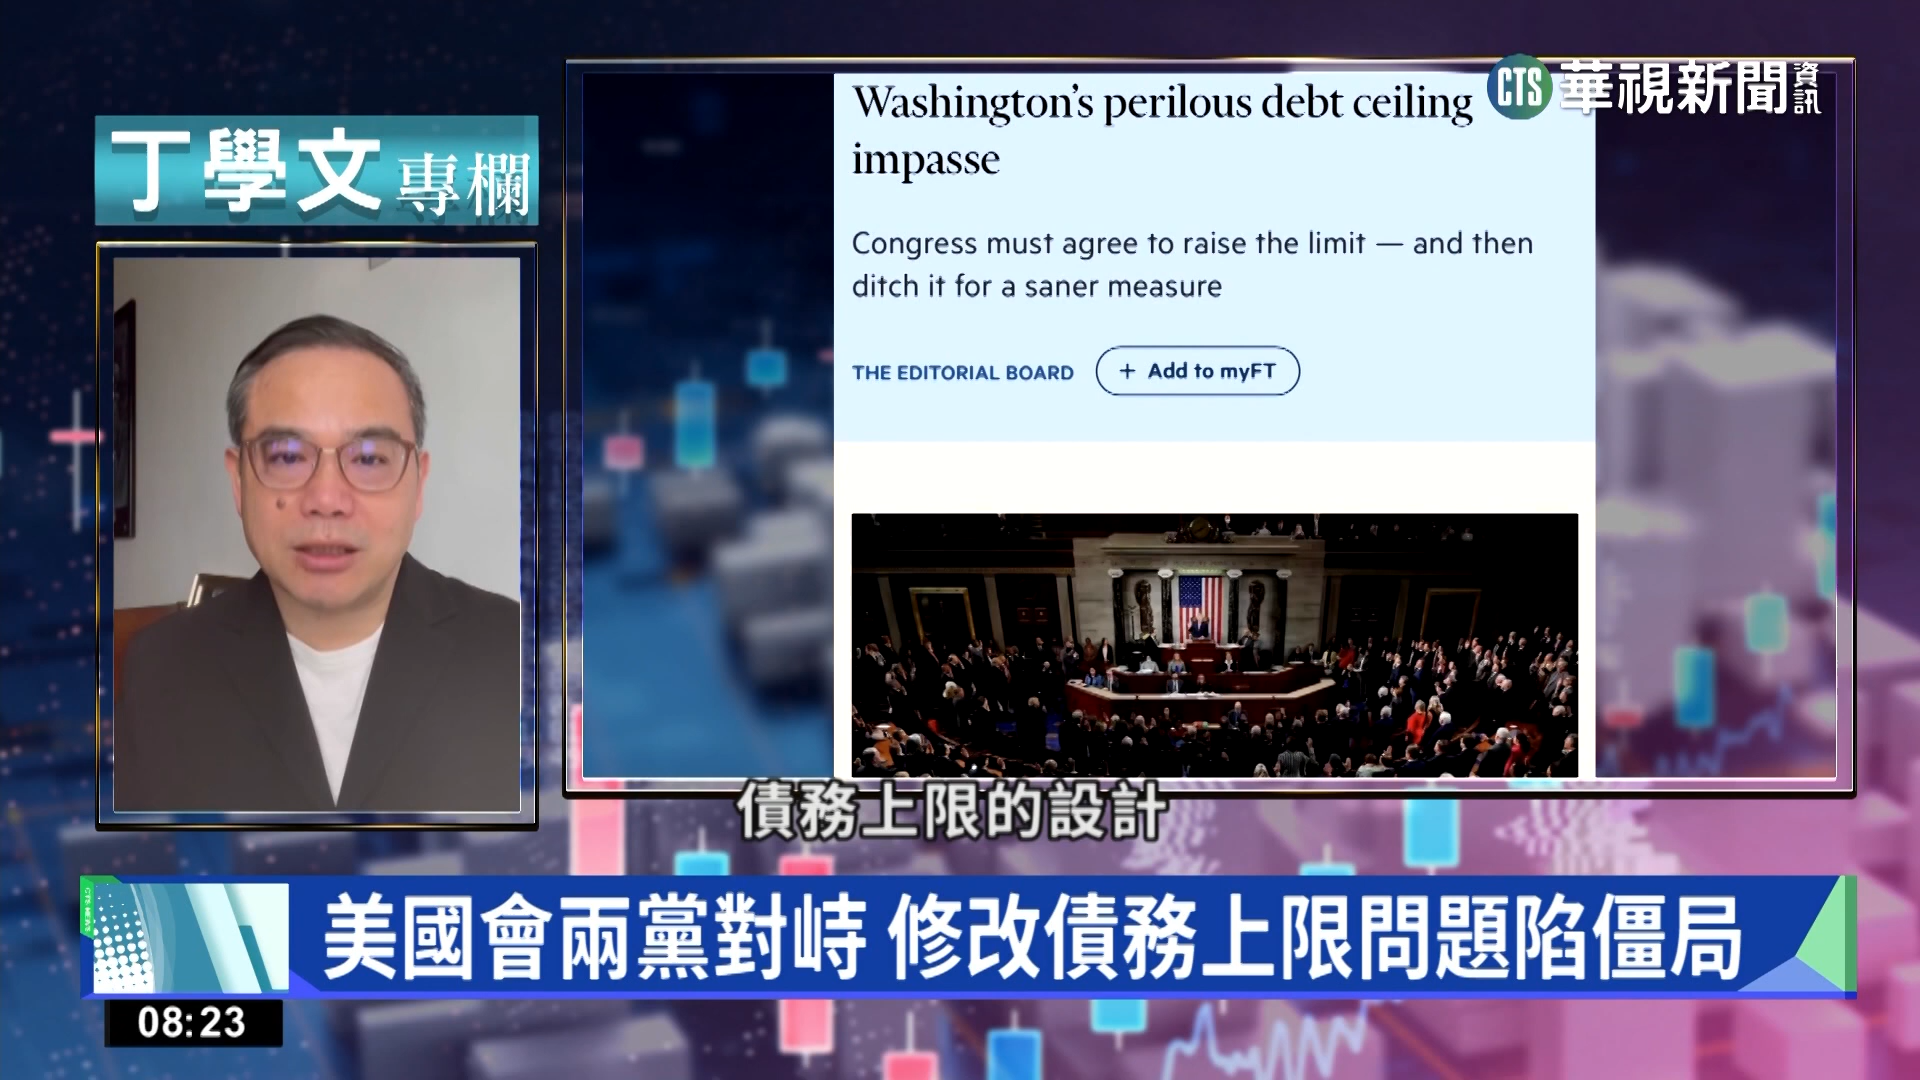 CTS 華視新聞資訊
丁學文專欄
Washington's perilous debt ceiling
impasse
Congress must agree to raise the limit — and then
ditch it for a saner measure
THE EDITORIAL BOARD
+ Add to myFT
債務上限的設計
美國會兩黨對峙 修改債務上限問題陷僵局
CTS NEWS
08:23